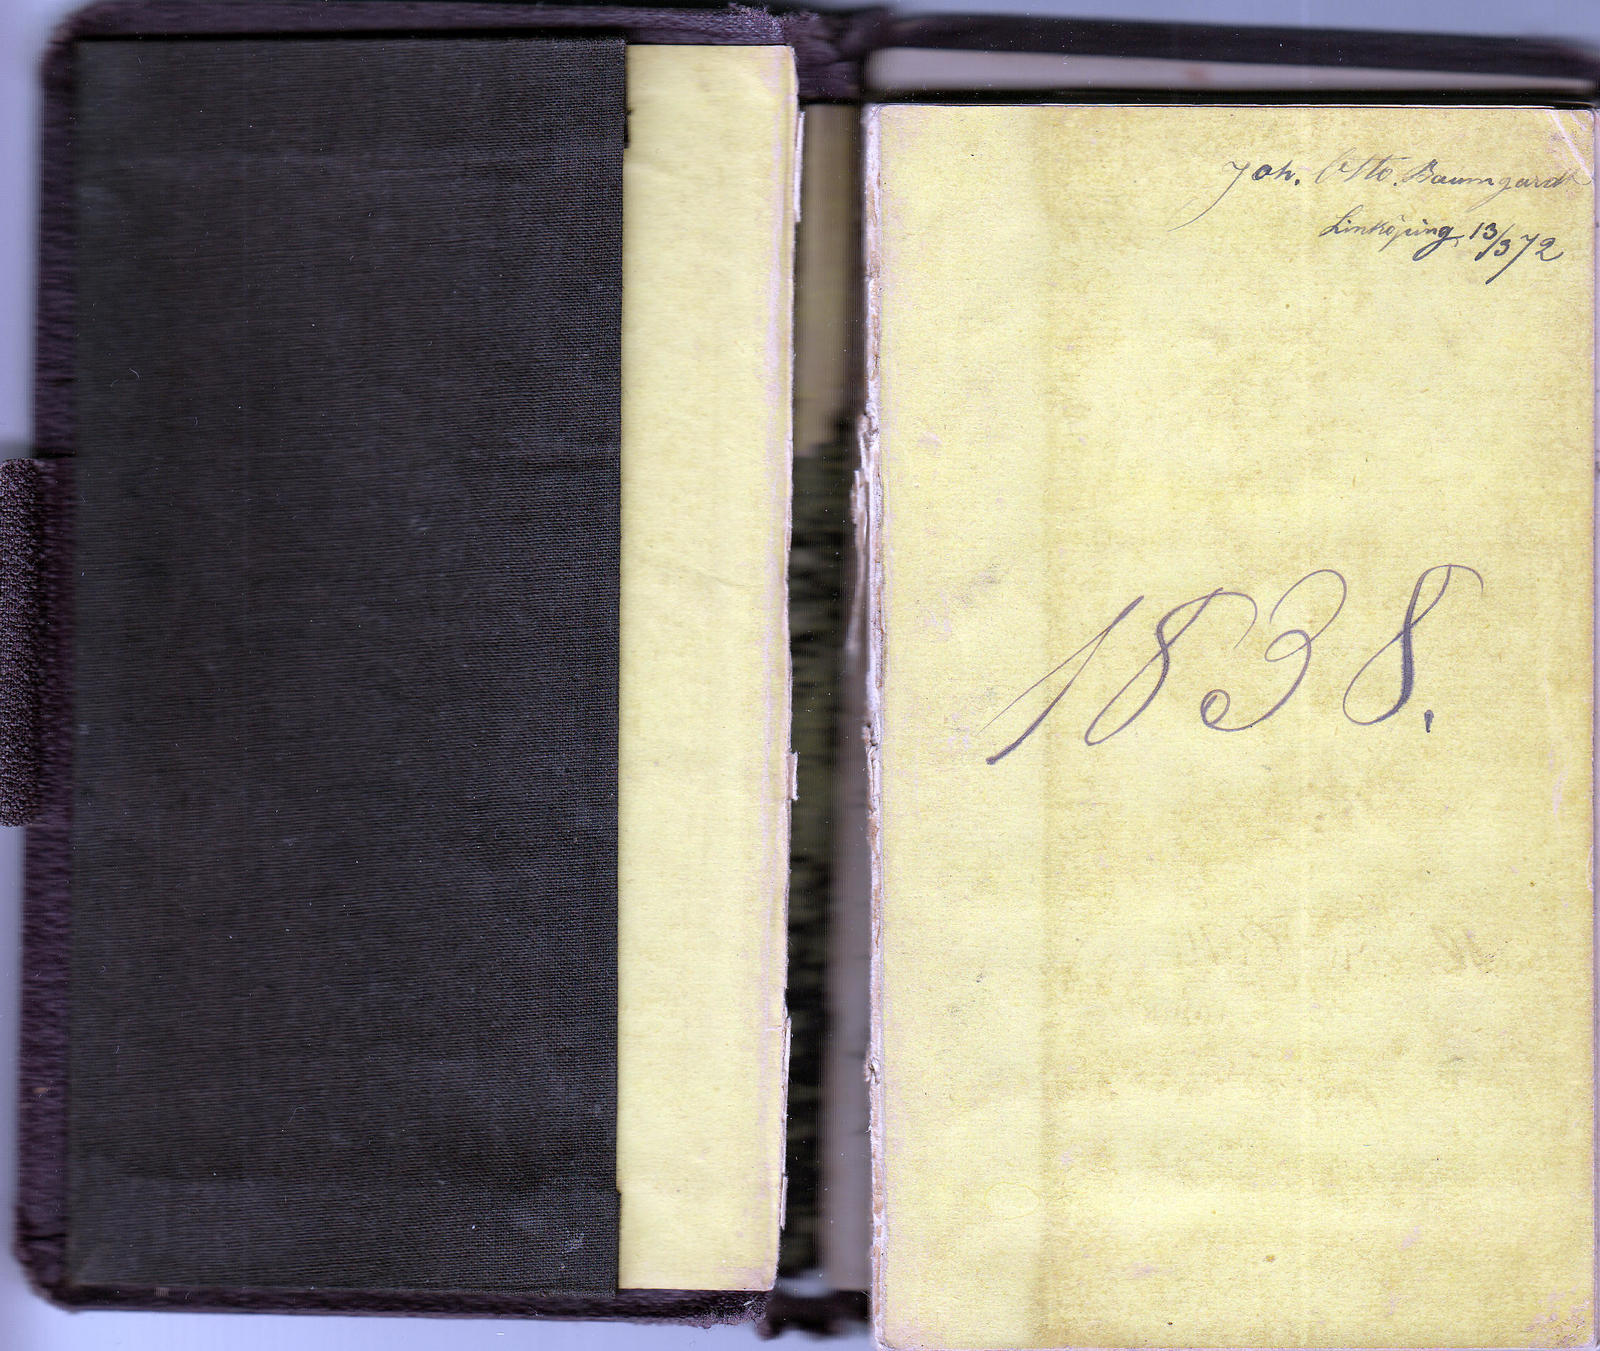 Joh. Otto. Baumgardt
Linköping 13/3 72
1838.